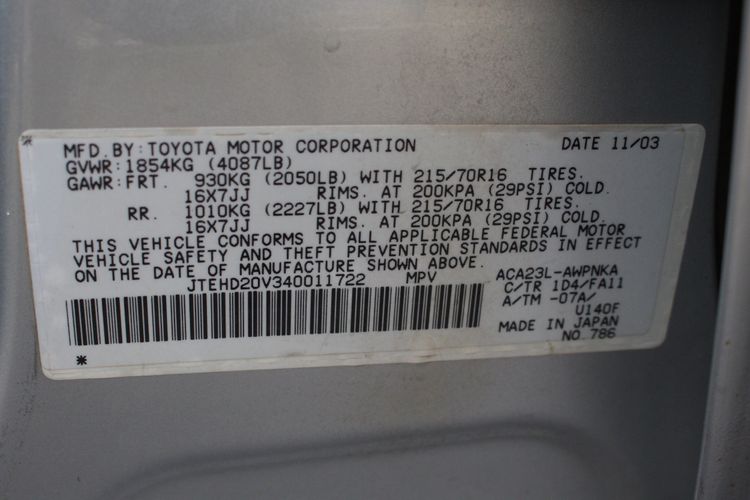 MFD. BY: TOYOTA MOTOR CORPORATION DATE 11/03
GVWR: 1854KG (4087LB)
GAWR: FRT. 930KG (2050LB) WITH 215/70R16 TIRES.
16X7JJ RIMS. AT 200KPA (29PSI) COLD.
RR. 1010KG (2227LB) WITH 215/70R16 TIRES.
16X7JJ RIMS. AT 200KPA (29PSI) COLD.
THIS VEHICLE CONFORMS TO ALL APPLICABLE FEDERAL MOTOR
VEHICLE SAFETY AND THEFT PREVENTION STANDARDS IN EFFECT
ON THE DATE OF MANUFACTURE SHOWN ABOVE.
JTEHD20V340011722 MPV ACA23L-AWPNKA
C/TR 1D4/FA11
A/TM -07A/
U140F
MADE IN JAPAN
NO. 786